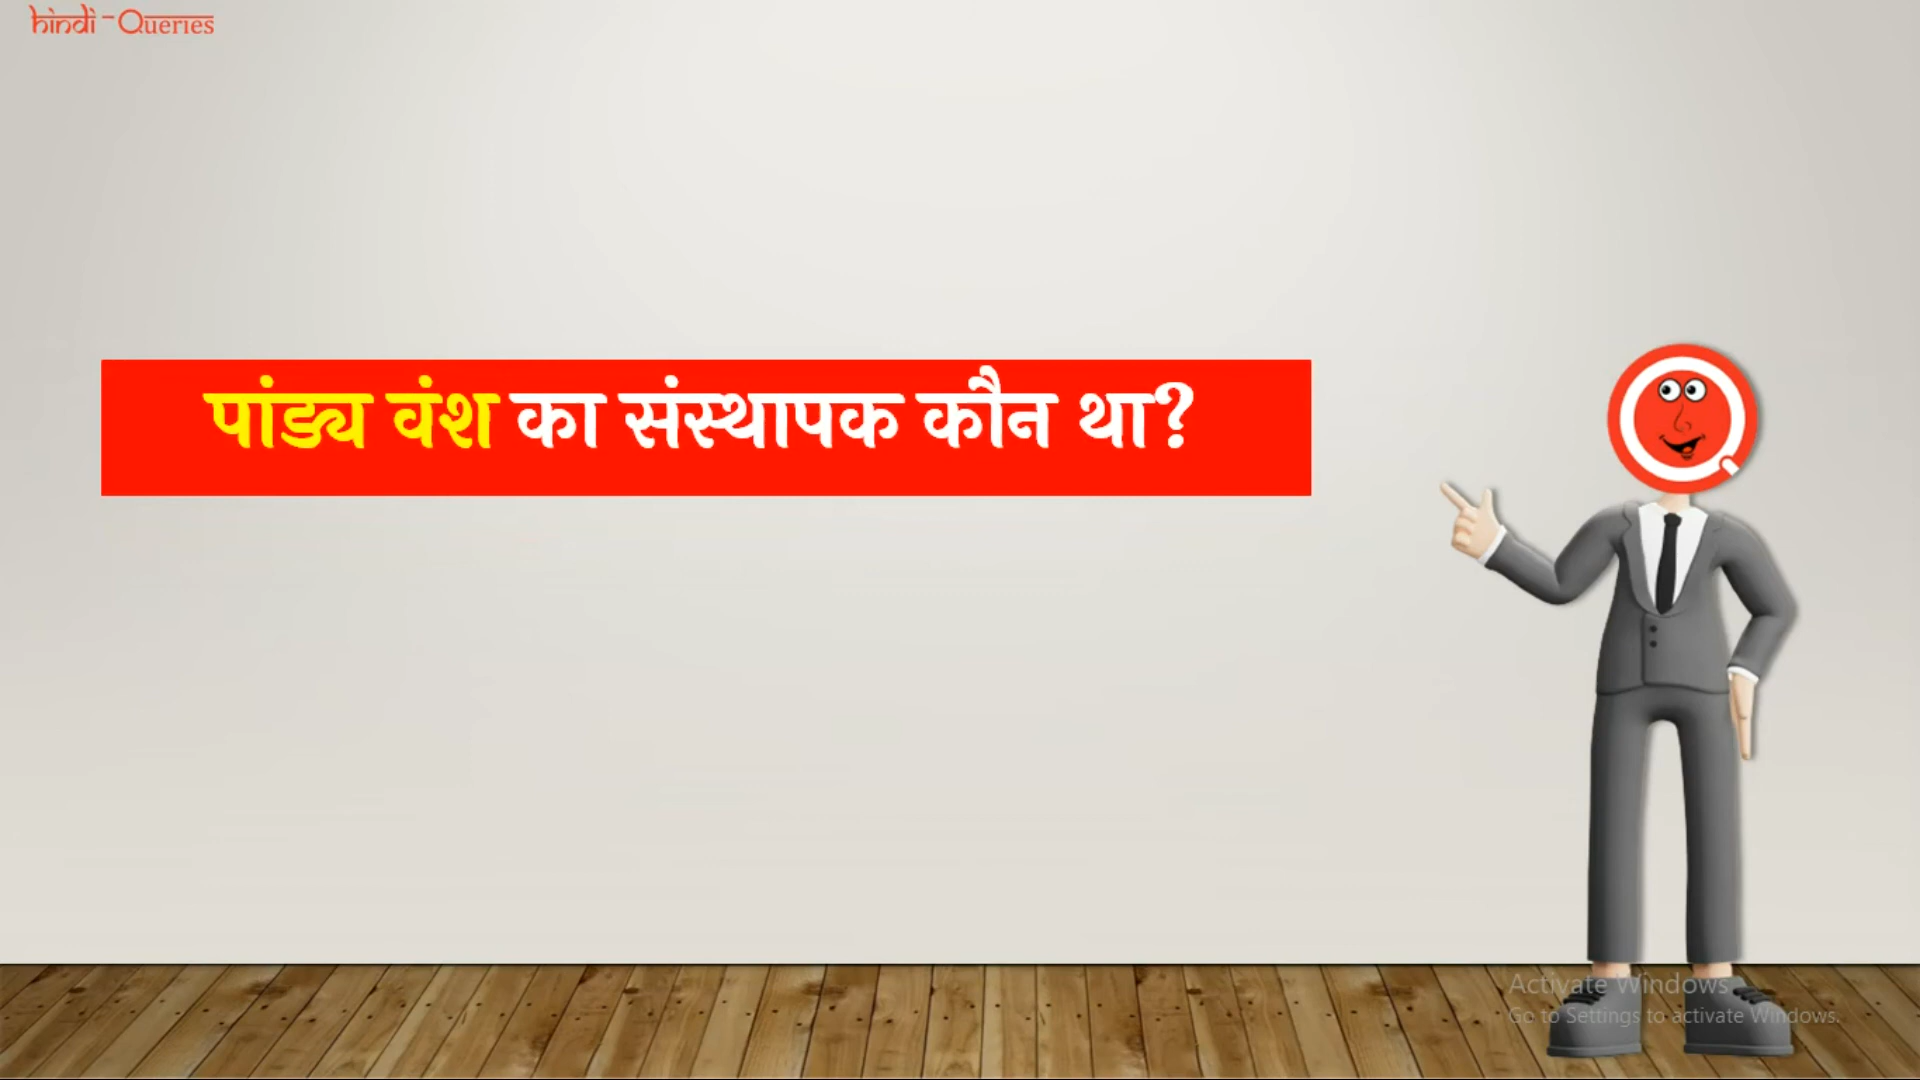 hindi-Queries
पांड्य वंश का संस्थापक कौन था?
Activate Windows
Go to Settings to activate Windows.